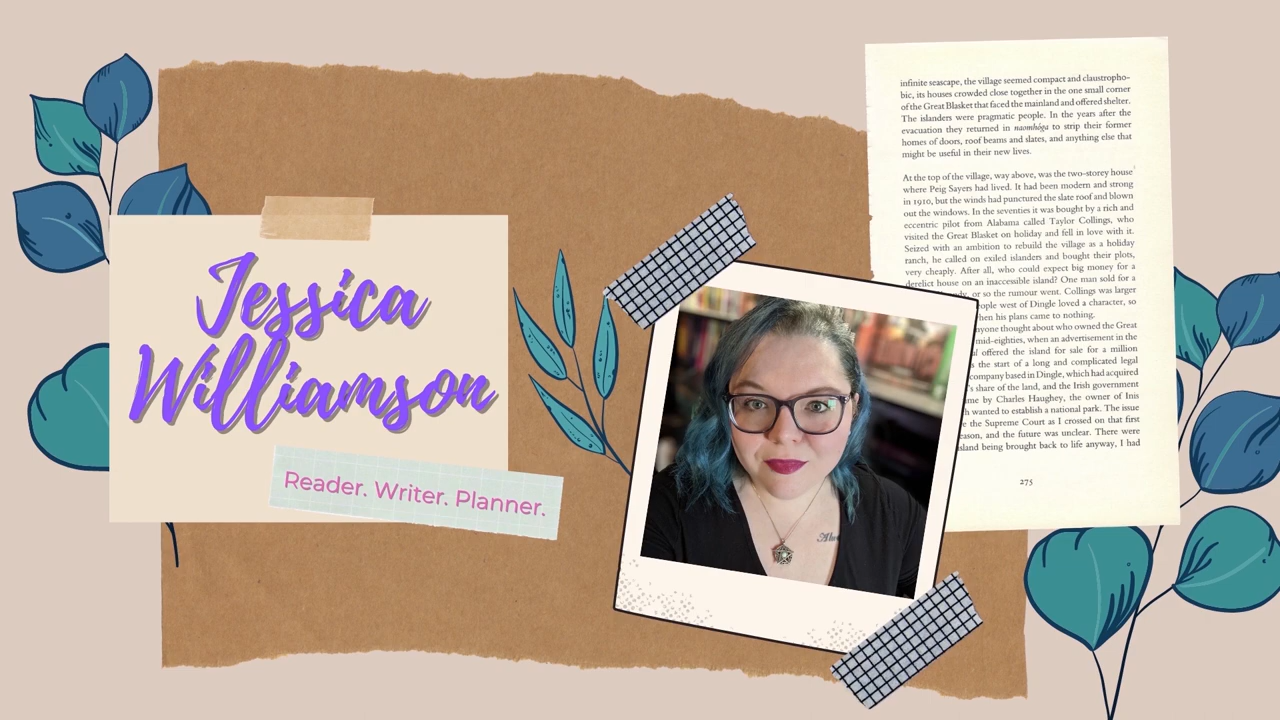 Jessica
Williamson
Reader. Writer. Planner.
infinite seascape, the village seemed compact and claustropho-
bic, its houses crowded close together in the one small corner
of the Great Blasket that faced the mainland and offered shelter.
The islanders were pragmatic people. In the years after the
evacuation they returned in naomhóga to strip their former
homes of doors, roof beams and slates, and anything else that
might be useful in their new lives.
At the top of the village, way above, was the two-storey house
where Peig Sayers had lived. It had been modern and strong
in 1910, but the winds had punctured the slate roof and blown
out the windows. In the seventies it was bought by a rich and
eccentric pilot from Alabama called Taylor Collings, who
visited the Great Blasket on holiday and fell in love with it.
Seized with an ambition to rebuild the village as a holiday
ranch, he called on exiled islanders and bought their plots,
very cheaply. After all, who could expect big money for a
derelict house on an inaccessible island? One man sold for a
or so the rumour went. Collings was larger
people west of Dingle loved a character, so
when his plans came to nothing.
anyone thought about who owned the Great
mid-eighties, when an advertisement in the
offered the island for sale for a million
the start of a long and complicated legal
company based in Dingle, which had acquired
share of the land, and the Irish government
by Charles Haughey, the owner of Inis
wanted to establish a national park. The issue
the Supreme Court as I crossed on that first
and the future was unclear. There were
island being brought back to life anyway, I had
275